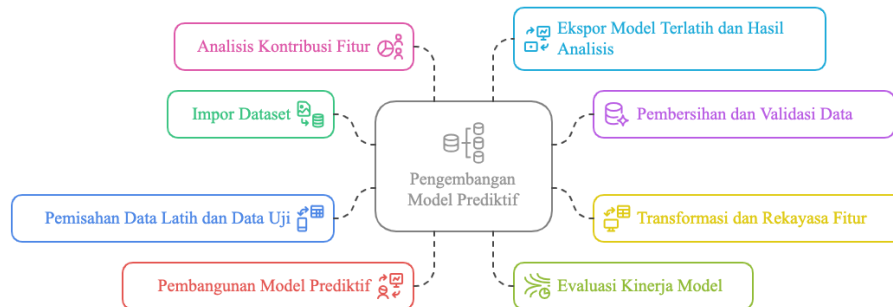 Analisis Kontribusi Fitur
Ekspor Model Terlatih dan Hasil
Analisis
Impor Dataset
Pembersihan dan Validasi Data
Pengembangan
Model Prediktif
Pemisahan Data Latih dan Data Uji
Transformasi dan Rekayasa Fitur
Pembangunan Model Prediktif
Evaluasi Kinerja Model